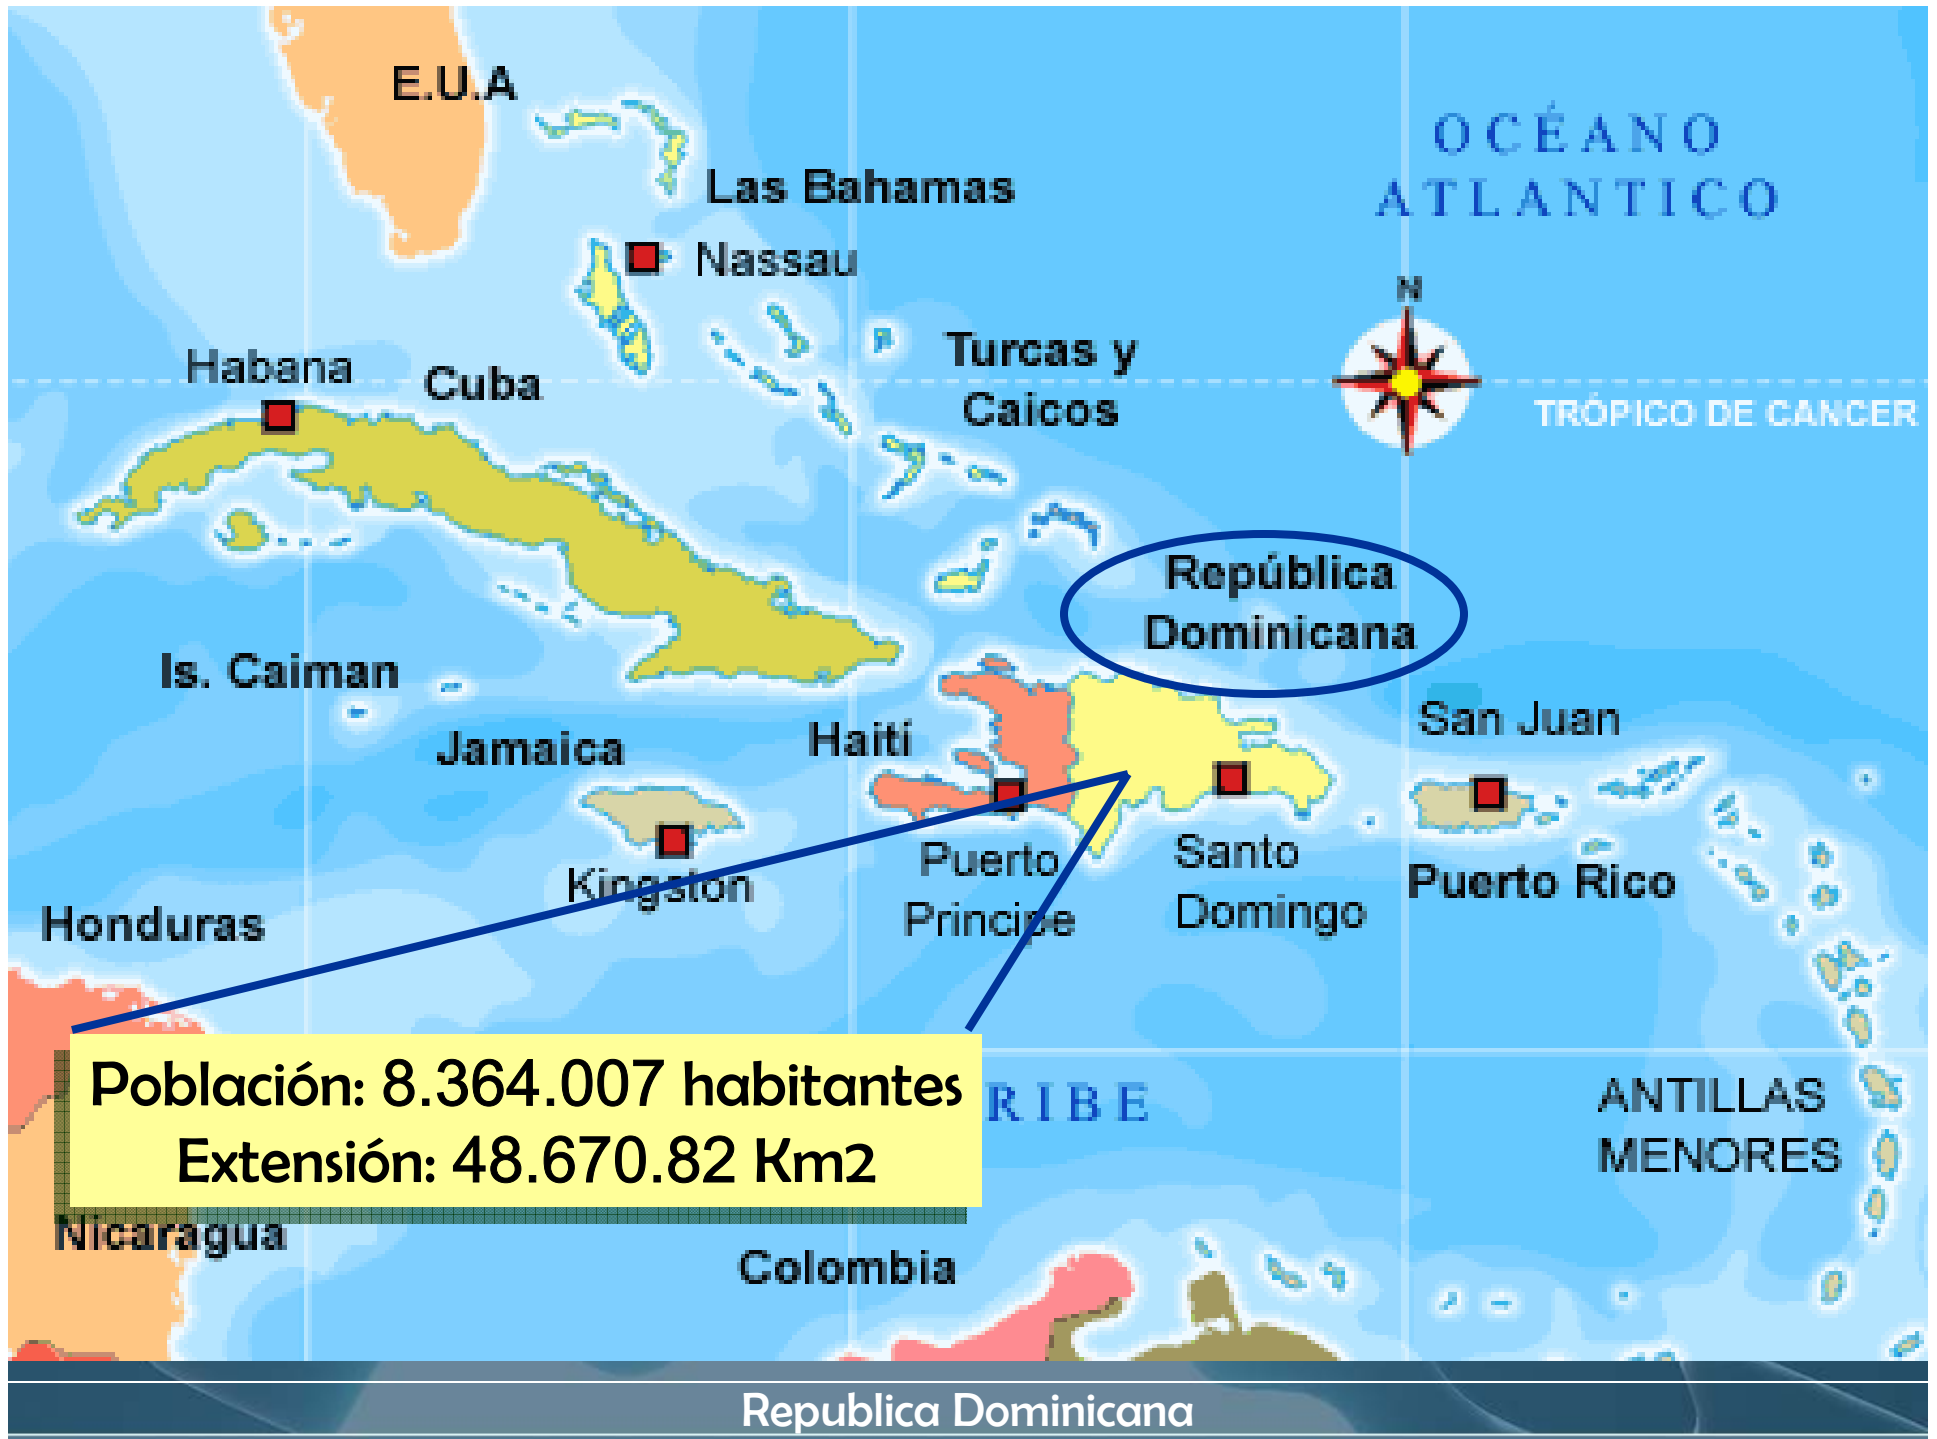 E.U.A
OCÉANO
ATLANTICO
Las Bahamas
Nassau
N
Turcas y
Caicos
Habana
Cuba
TRÓPICO DE CANCER
República
Dominicana
Is. Caiman
San Juan
Haití
Jamaica
Puerto
Principe
Santo
Domingo
Puerto Rico
Kingston
Honduras
Población: 8.364.007 habitantes
Extensión: 48.670.82 Km2
RIBE
ANTILLAS
MENORES
Nicaragua
Colombia
Republica Dominicana